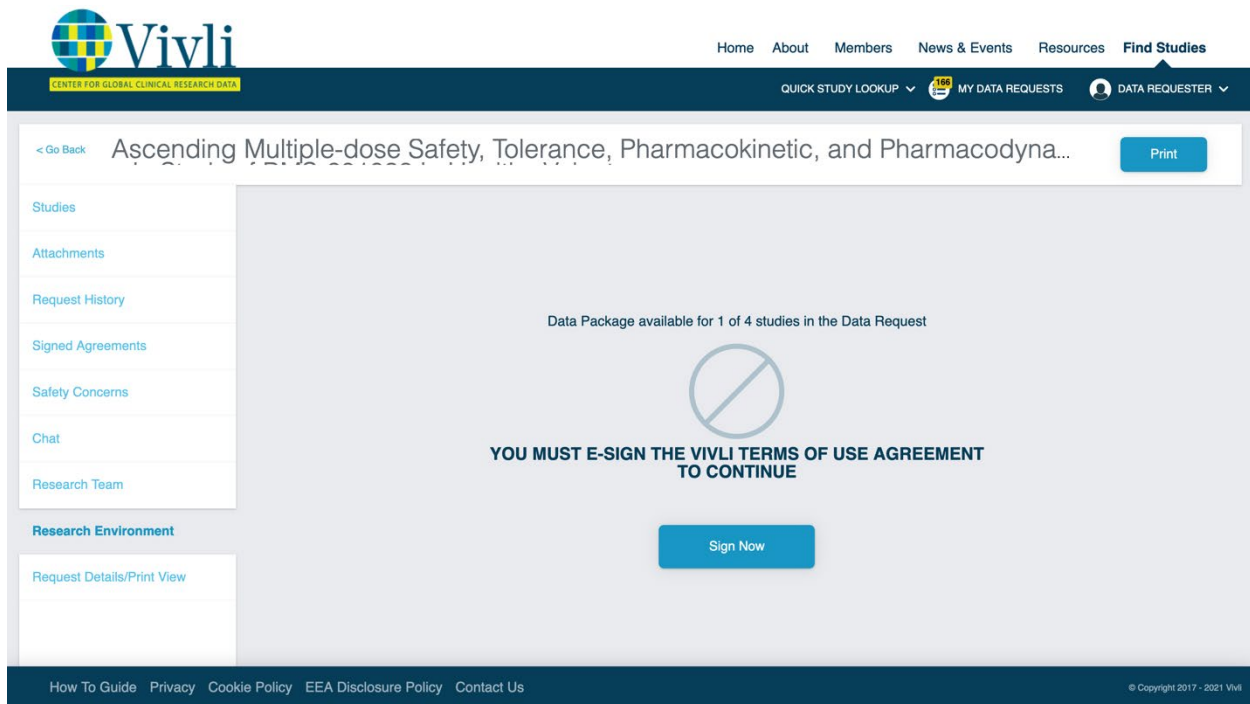 Vivli
CENTER FOR GLOBAL CLINICAL RESEARCH DATA
Home About Members News & Events Resources Find Studies
QUICK STUDY LOOKUP 166 MY DATA REQUESTS DATA REQUESTER
< Go Back Ascending Multiple-dose Safety, Tolerance, Pharmacokinetic, and Pharmacodyna... Print
Studies
Attachments
Request History
Signed Agreements
Safety Concerns
Chat
Research Team
Research Environment
Request Details/Print View
Data Package available for 1 of 4 studies in the Data Request
YOU MUST E-SIGN THE VIVLI TERMS OF USE AGREEMENT
TO CONTINUE
Sign Now
How To Guide Privacy Cookie Policy EEA Disclosure Policy Contact Us
© Copyright 2017 - 2021 Vivli